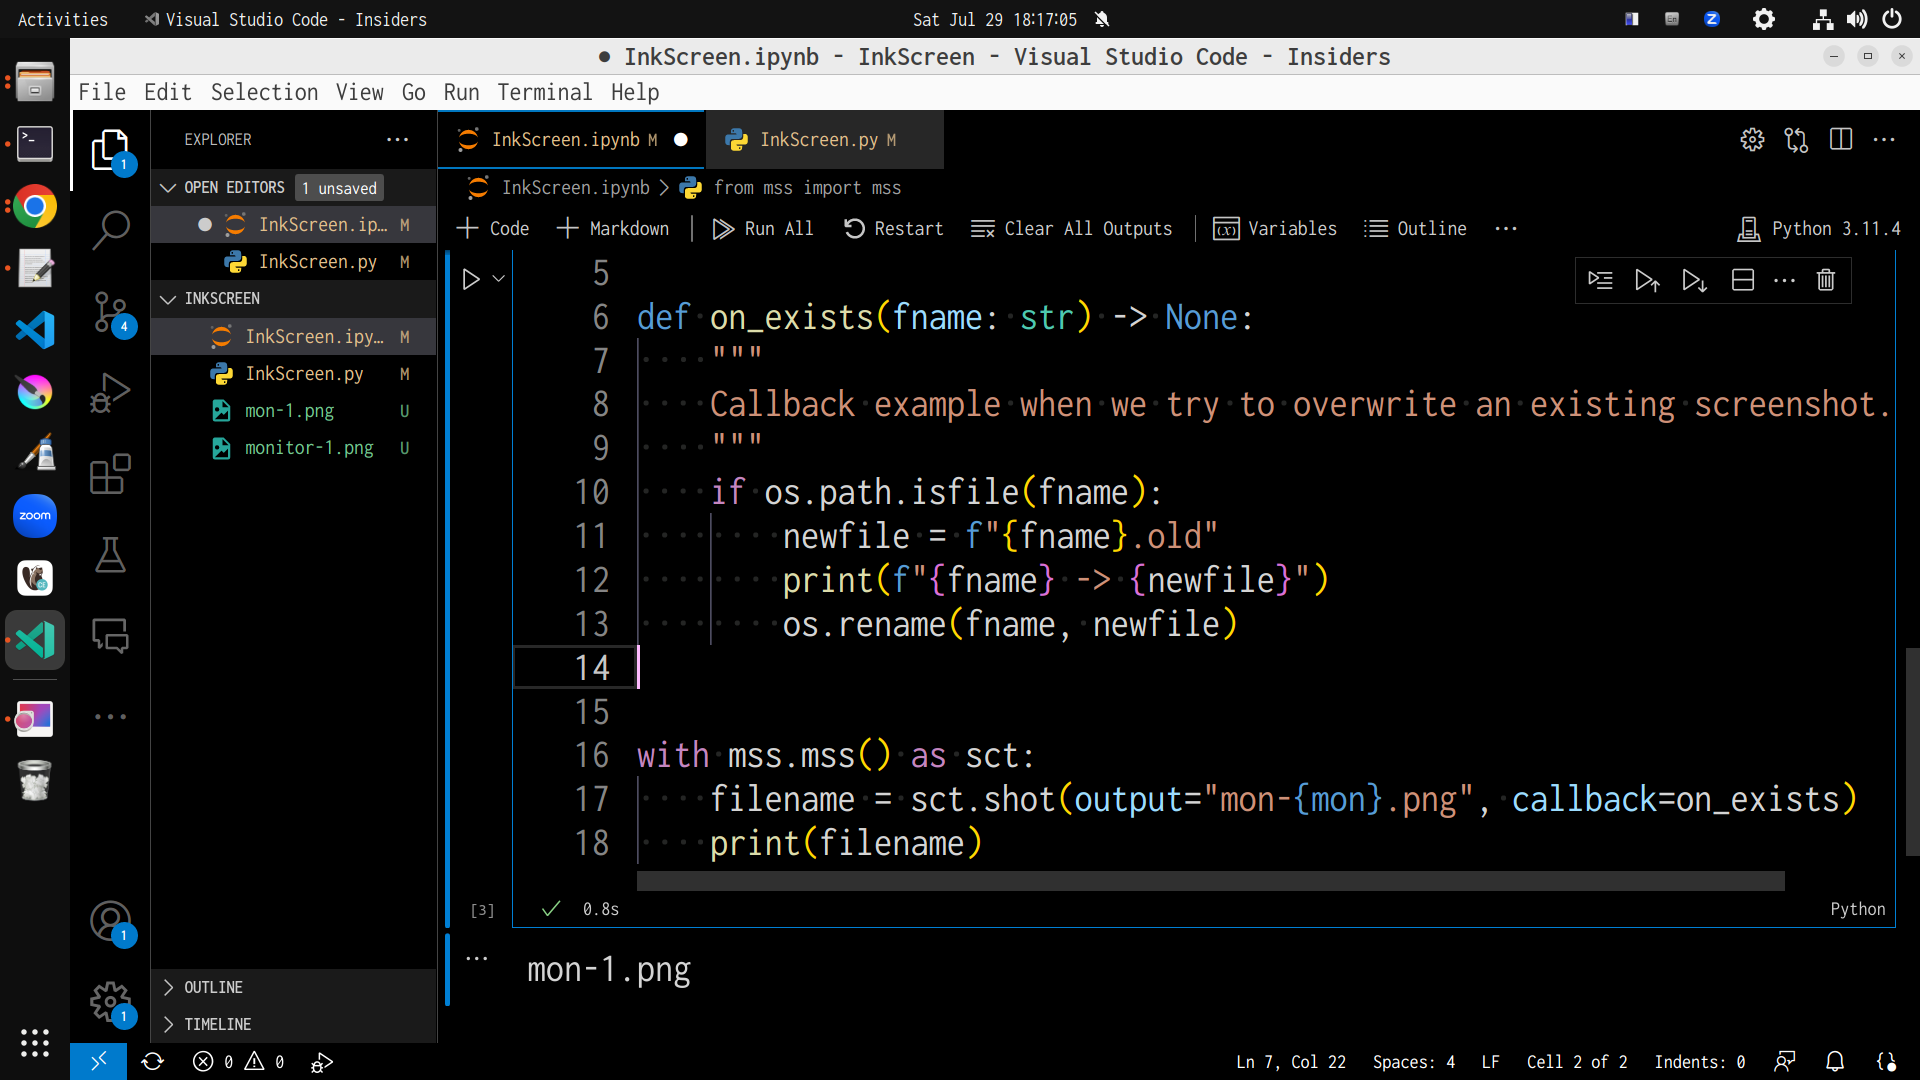 Activities
Visual Studio Code - Insiders
Sat Jul 29 18:17:05
● InkScreen.ipynb - InkScreen - Visual Studio Code - Insiders
File Edit Selection View Go Run Terminal Help
EXPLORER
InkScreen.ipynb M
InkScreen.py M
OPEN EDITORS
1 unsaved
InkScreen.ipynb > from mss import mss
InkScreen.ip… M
InkScreen.py M
+ Code + Markdown Run All Restart Clear All Outputs Variables Outline
Python 3.11.4
INKSCREEN
InkScreen.ipy… M
InkScreen.py M
mon-1.png U
monitor-1.png U
1
4
zoom
5
6 def on_exists(fname: str) -> None:
7 """
8 Callback example when we try to overwrite an existing screenshot.
9 """
10 if os.path.isfile(fname):
11 newfile = f"{fname}.old"
12 print(f"{fname} -> {newfile}")
13 os.rename(fname, newfile)
14
15
16 with mss.mss() as sct:
17 filename = sct.shot(output="mon-{mon}.png", callback=on_exists)
18 print(filename)
[3] 0.8s
Python
mon-1.png
1
1
OUTLINE
TIMELINE
0 0
Ln 7, Col 22 Spaces: 4 LF Cell 2 of 2 Indents: 0